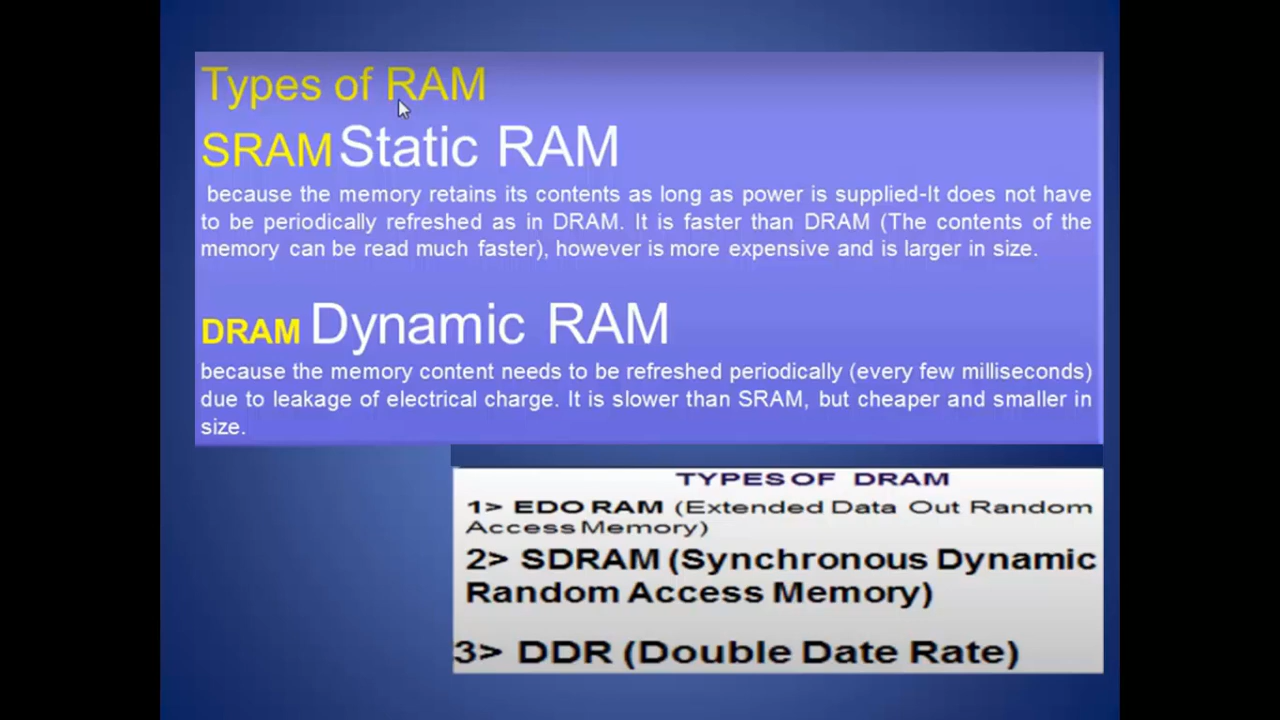 Types of RAM
SRAM Static RAM
because the memory retains its contents as long as power is supplied-It does not have
to be periodically refreshed as in DRAM. It is faster than DRAM (The contents of the
memory can be read much faster), however is more expensive and is larger in size.
DRAM Dynamic RAM
because the memory content needs to be refreshed periodically (every few milliseconds)
due to leakage of electrical charge. It is slower than SRAM, but cheaper and smaller in
size.
TYPES OF DRAM
1> EDO RAM (Extended Data Out Random
Access Memory)
2> SDRAM (Synchronous Dynamic
Random Access Memory)
3> DDR (Double Date Rate)